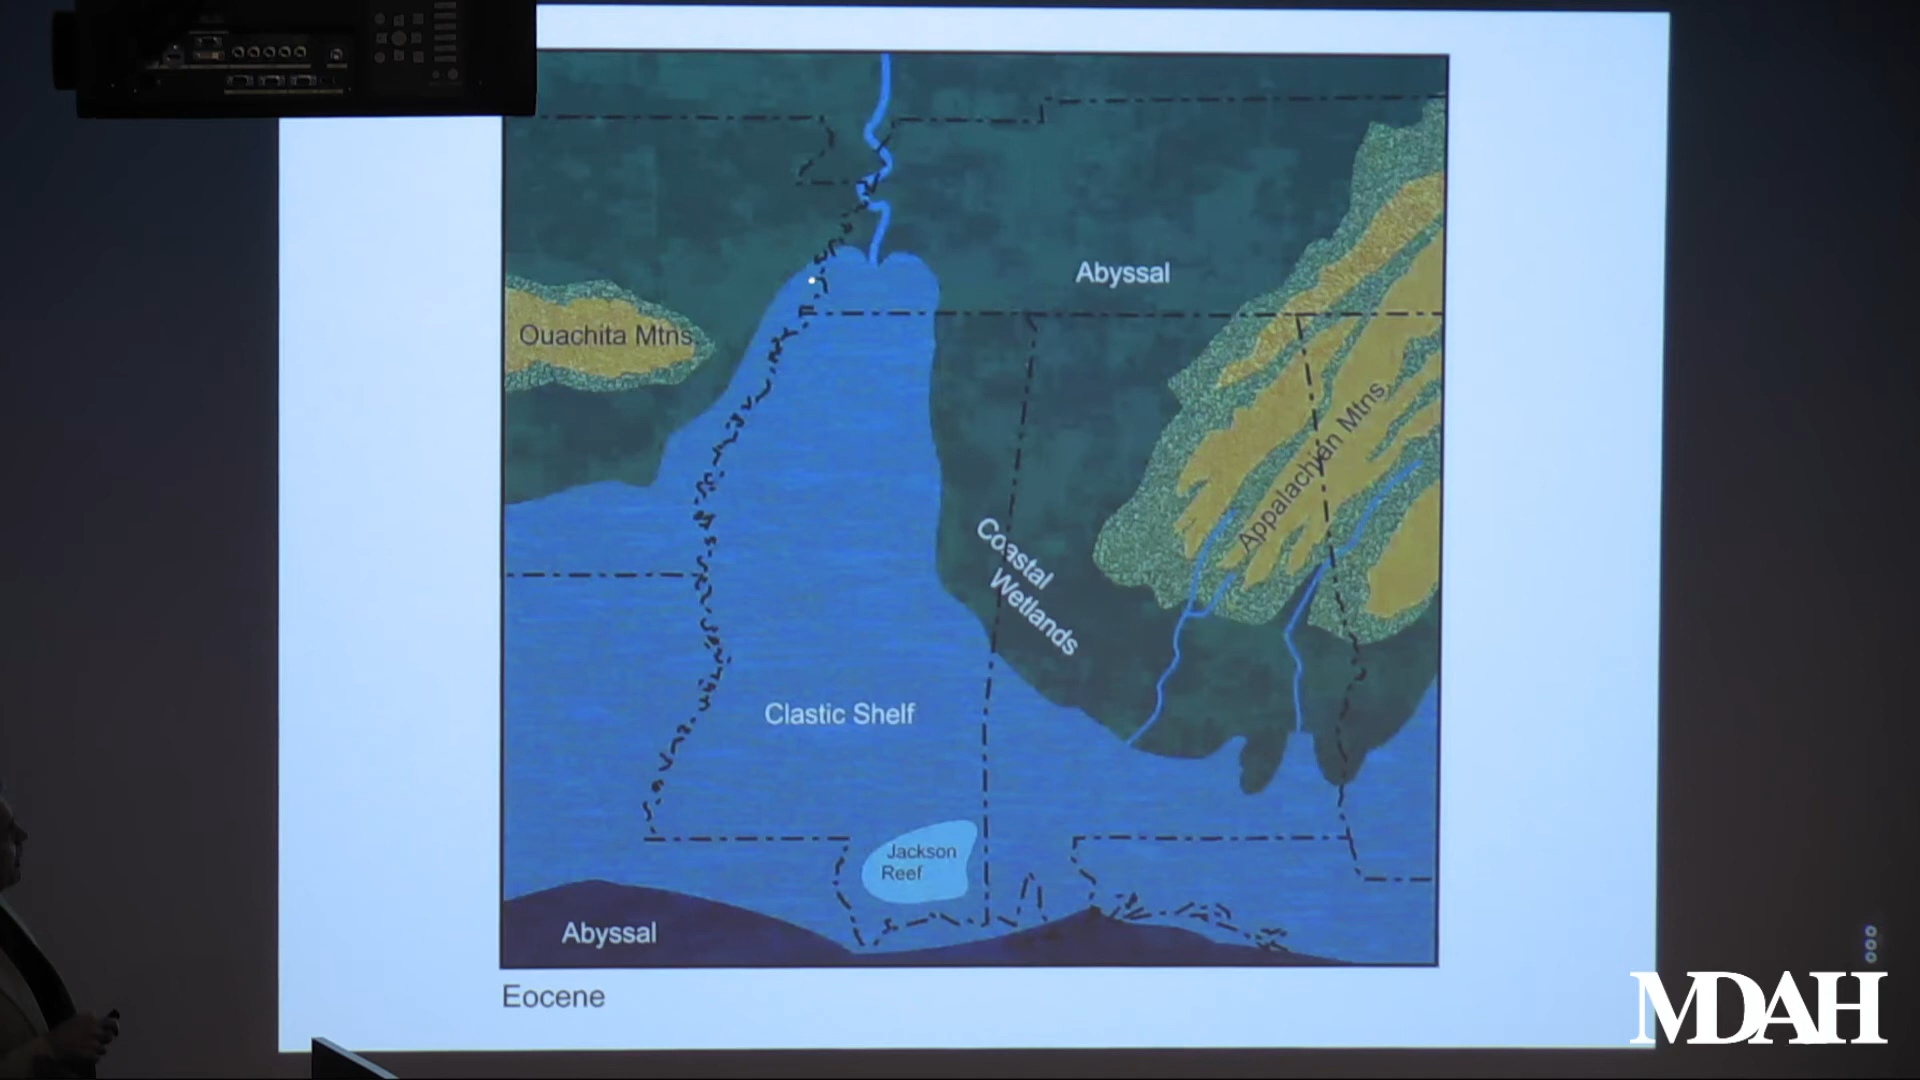 Abyssal
Ouachita Mtns
Appalachian Mtns
Coastal
Wetlands
Clastic Shelf
Jackson
Reef
Abyssal
Eocene
MDAH